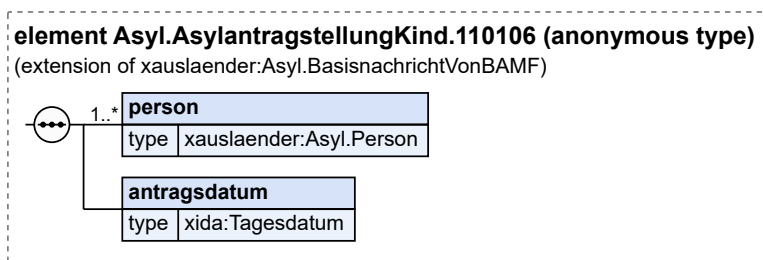 element Asyl.AsylantragstellungKind.110106 (anonymous type)
(extension of xauslaender:Asyl.BasisnachrichtVonBAMF)
1..* person
type xauslaender:Asyl.Person
antragsdatum
type xida:Tagesdatum